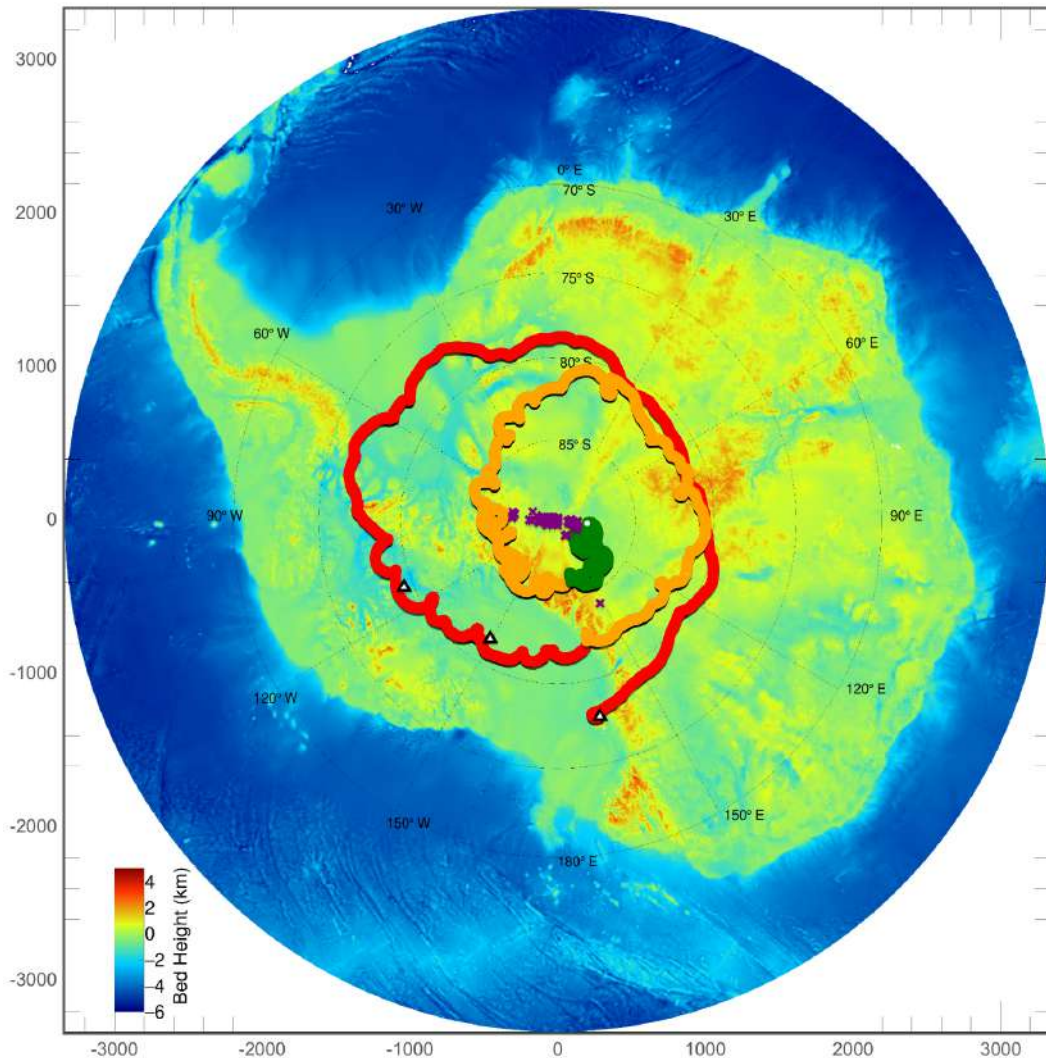 3000
0° E
70° S
30° W
2000
30° E
75° S
60° W
60° E
1000
80° S
85° S
0
90° W
90° E
-1000
120° W
120° E
150° W
150° E
-2000
180° E
4
2
0
-2
-4
-6
Bed Height (km)
-3000
-3000
-2000
-1000
0
1000
2000
3000